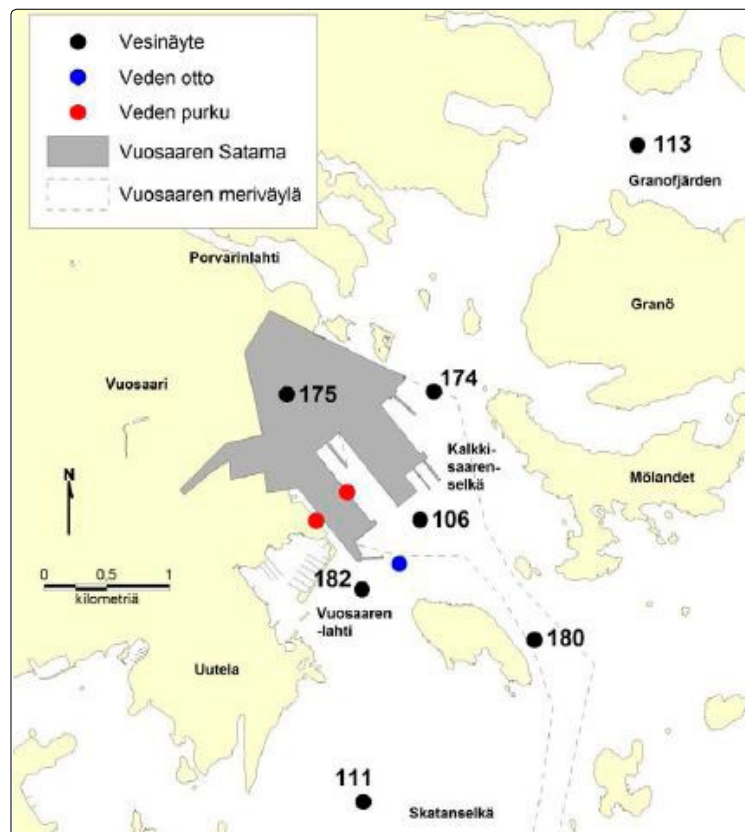 Vesinäyte
Veden otto
Veden purku
Vuosaaren Satama
Vuosaaren meriväylä
113
Granofjärden
Porvarinlahti
Granö
Vuosaari
175
174
Kalkki-
saaren-
selkä
Mölandet
N
106
0 0,5 1
kilometriä
182
Vuosaaren
-lahti
180
Uutela
111
Skatanselkä